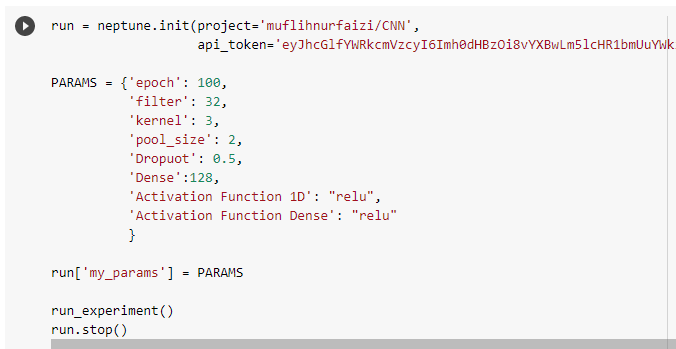 run = neptune.init(project='muflihnurfaizi/CNN',
api_token='eyJhcGlfYWRkcmVzcyI6Imh0dHBzOi8vYXBwLm5lcHR1bmUuYWk
PARAMS = {'epoch': 100,
'filter': 32,
'kernel': 3,
'pool_size': 2,
'Dropuot': 0.5,
'Dense':128,
'Activation Function 1D': "relu",
'Activation Function Dense': "relu"
}
run['my_params'] = PARAMS
run_experiment()
run.stop()